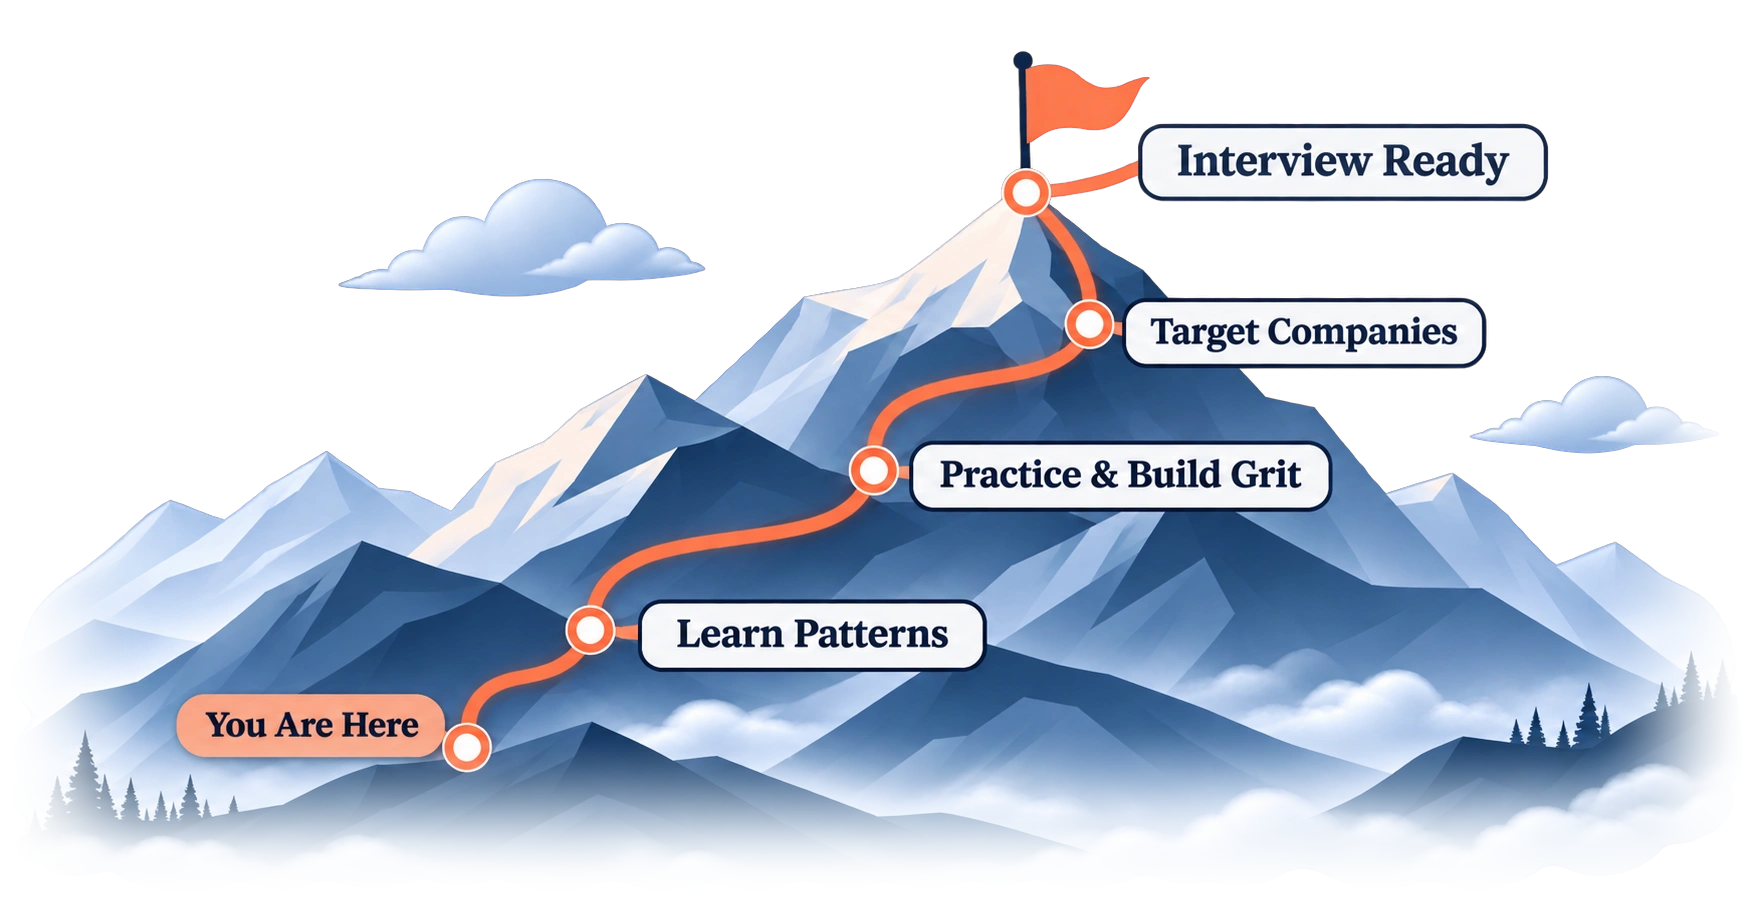 Interview Ready
Target Companies
Practice & Build Grit
Learn Patterns
You Are Here